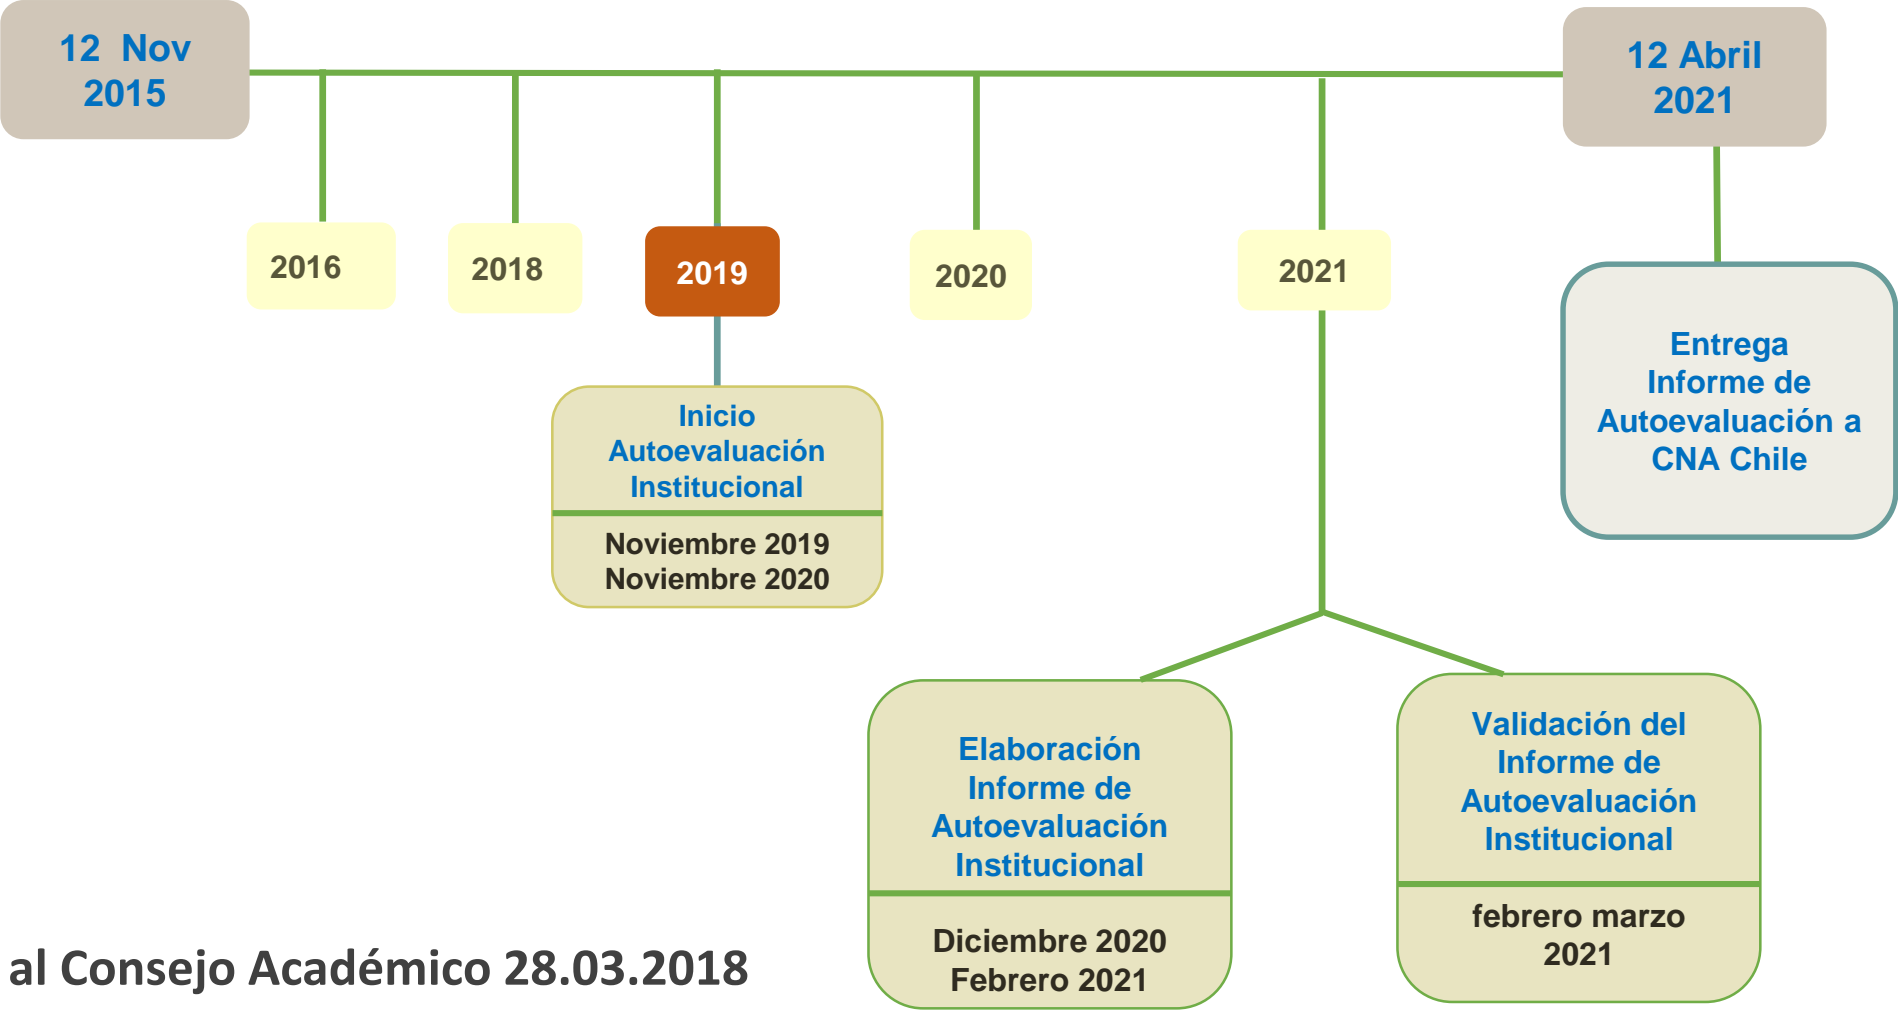 12 Nov
2015
12 Abril
2021
2016
2018
2019
2020
2021
Inicio
Autoevaluación
Institucional
Noviembre 2019
Noviembre 2020
Entrega
Informe de
Autoevaluación a
CNA Chile
Elaboración
Informe de
Autoevaluación
Institucional
Diciembre 2020
Febrero 2021
Validación del
Informe de
Autoevaluación
Institucional
febrero marzo
2021
al Consejo Académico 28.03.2018